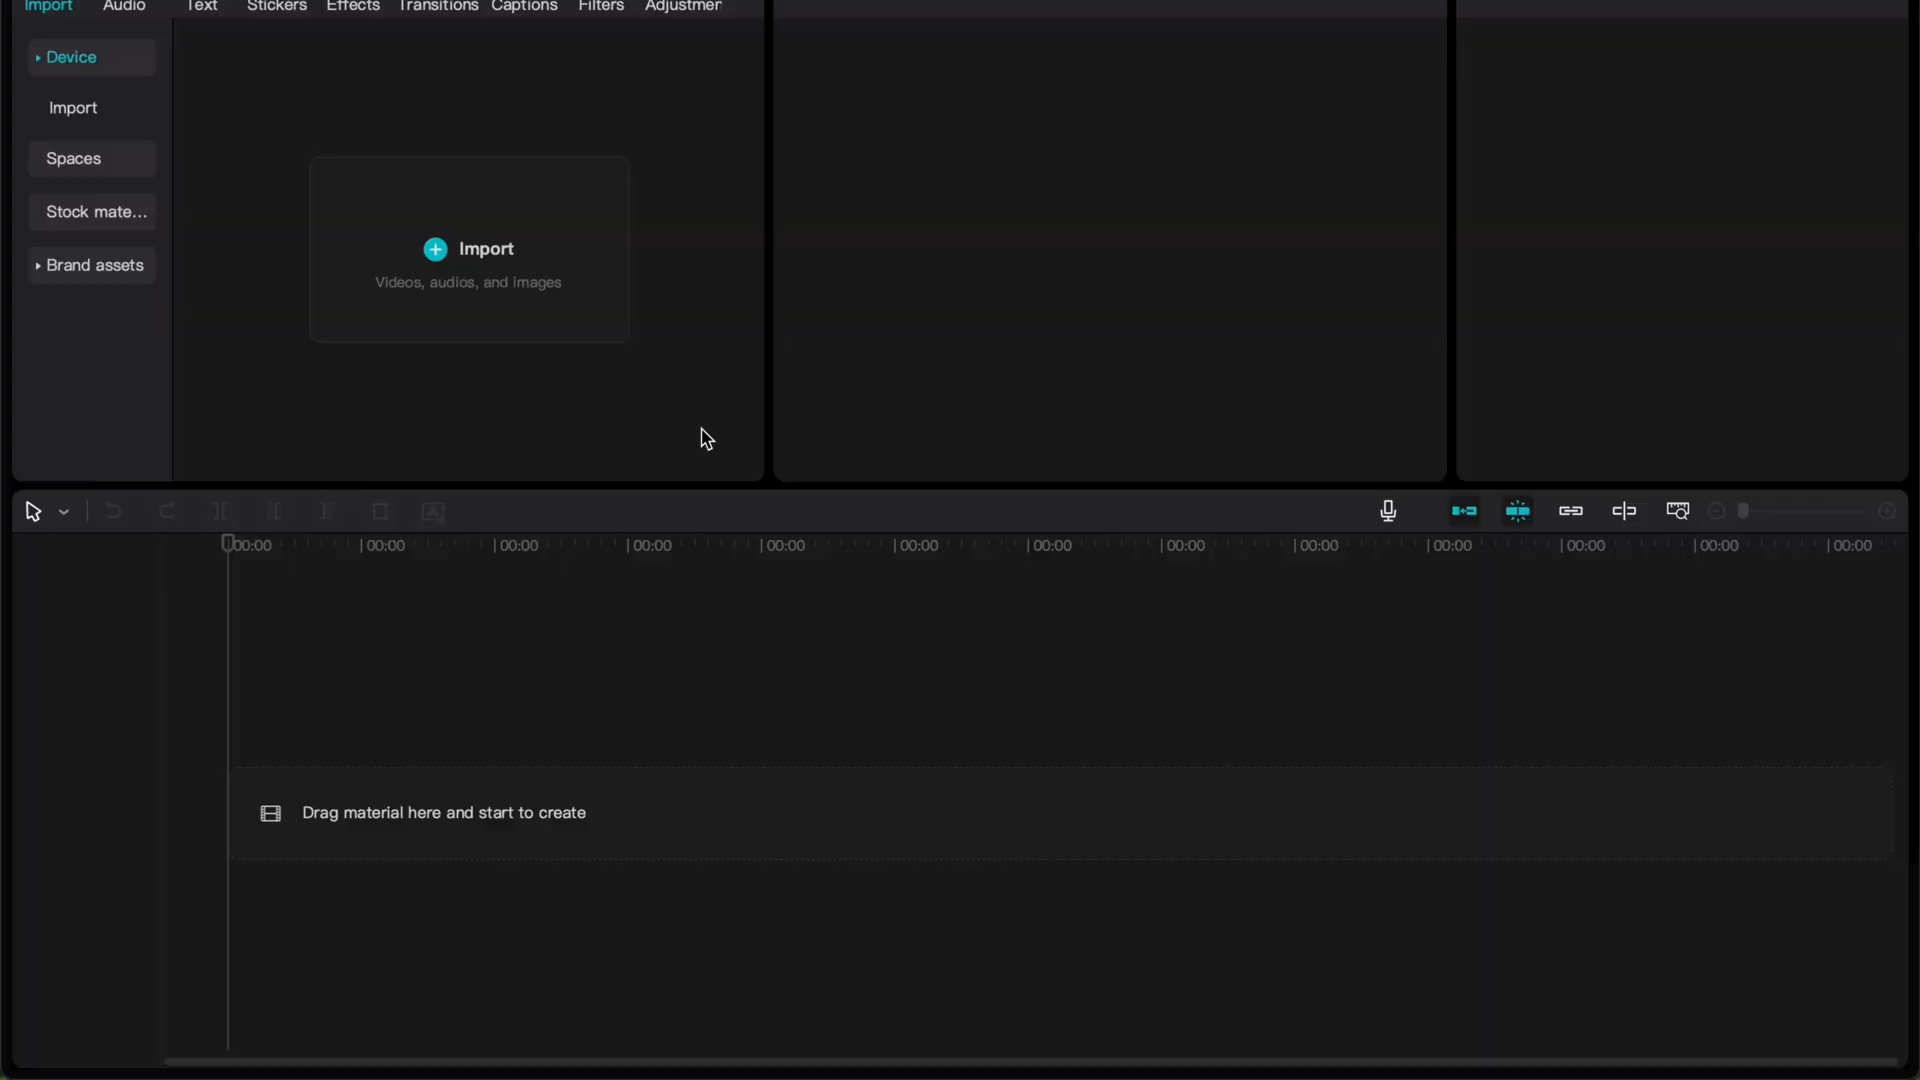 Import Audio Text Stickers Effects Transitions Captions Filters Adjustmen
Device
Import
Spaces
Stock mate...
Brand assets
Import
Videos, audios, and images
00:00 00:00 00:00 00:00 00:00 00:00 00:00 00:00 00:00 00:00 00:00 00:00 00:00
Drag material here and start to create